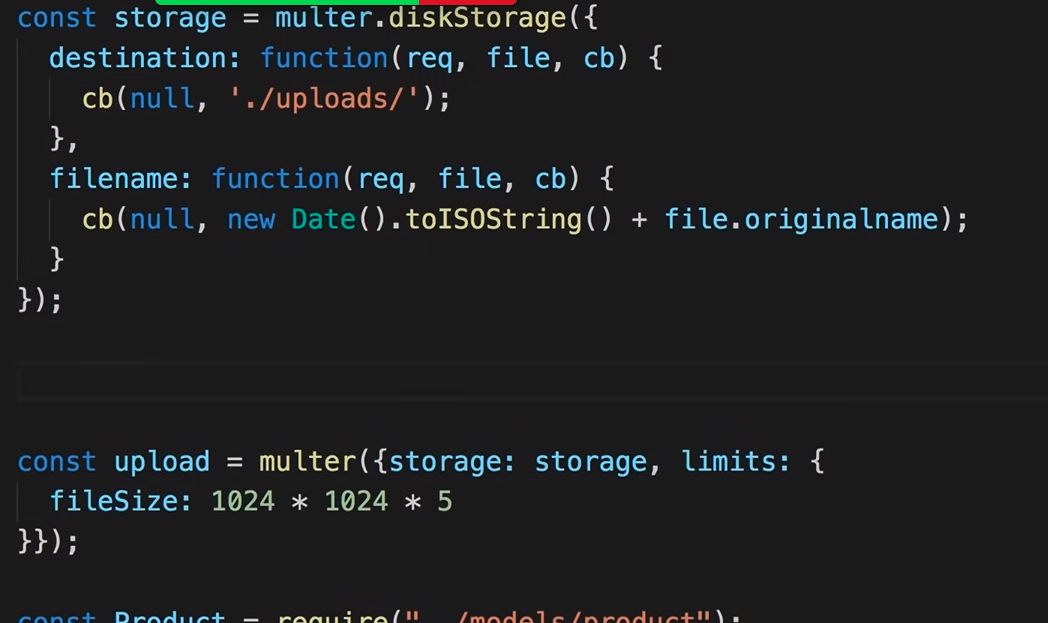 const storage = multer.diskStorage({
destination: function(req, file, cb) {
cb(null, './uploads/');
},
filename: function(req, file, cb) {
cb(null, new Date().toISOString() + file.originalname);
}
});
const upload = multer({storage: storage, limits: {
fileSize: 1024 * 1024 * 5
}});
const Product = require("../models/product");